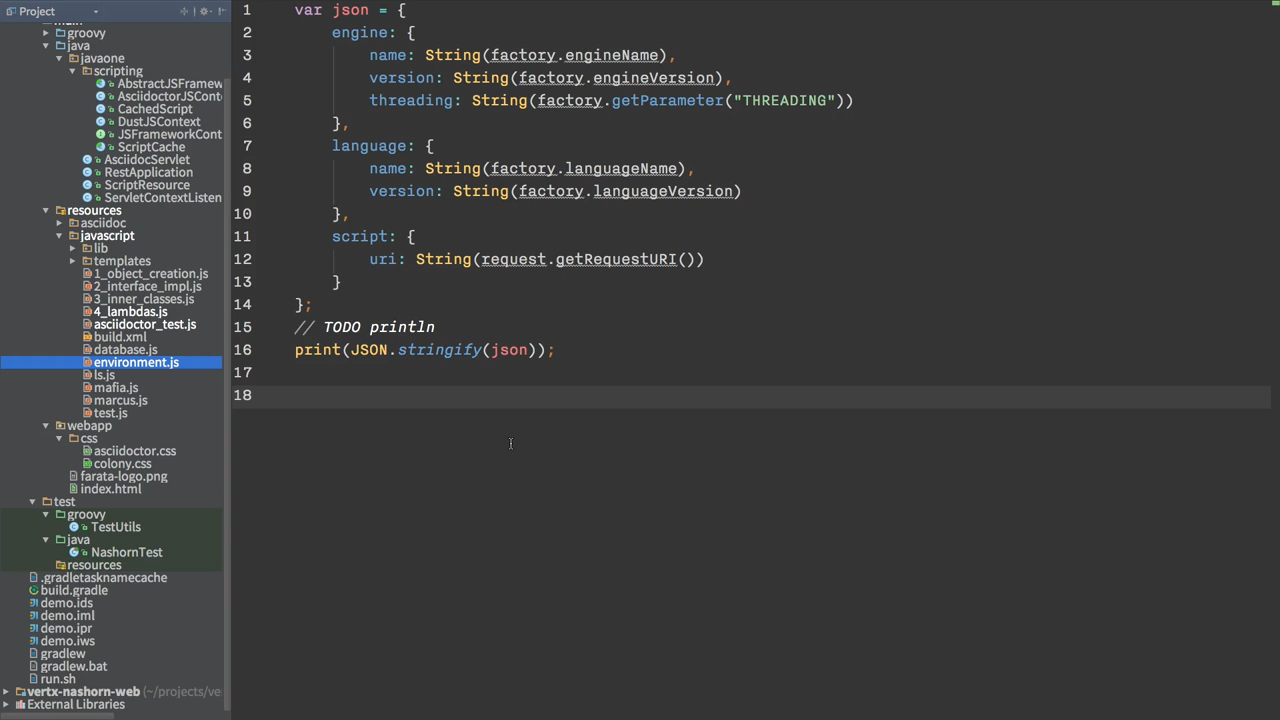 Project
main
groovy
java
javaone
scripting
AbstractJSFramew
AsciidoctorJSCont
CachedScript
DustJSContext
JSFrameworkCont
ScriptCache
AsciidocServlet
RestApplication
ScriptResource
ServletContextListen
resources
asciidoc
javascript
lib
templates
1_object_creation.js
2_interface_impl.js
3_inner_classes.js
4_lambdas.js
asciidoctor_test.js
build.xml
database.js
environment.js
ls.js
mafia.js
marcus.js
test.js
webapp
css
asciidoctor.css
colony.css
farata-logo.png
index.html
test
groovy
TestUtils
java
NashornTest
resources
.gradletasknamecache
build.gradle
demo.ids
demo.iml
demo.ipr
demo.iws
gradlew
gradlew.bat
run.sh
vertx-nashorn-web (~/projects/ve
External Libraries
1 var json = {
2 engine: {
3 name: String(factory.engineName),
4 version: String(factory.engineVersion),
5 threading: String(factory.getParameter("THREADING"))
6 },
7 language: {
8 name: String(factory.languageName),
9 version: String(factory.languageVersion)
10 },
11 script: {
12 uri: String(request.getRequestURI())
13 }
14 };
15 // TODO println
16 print(JSON.stringify(json));
17
18